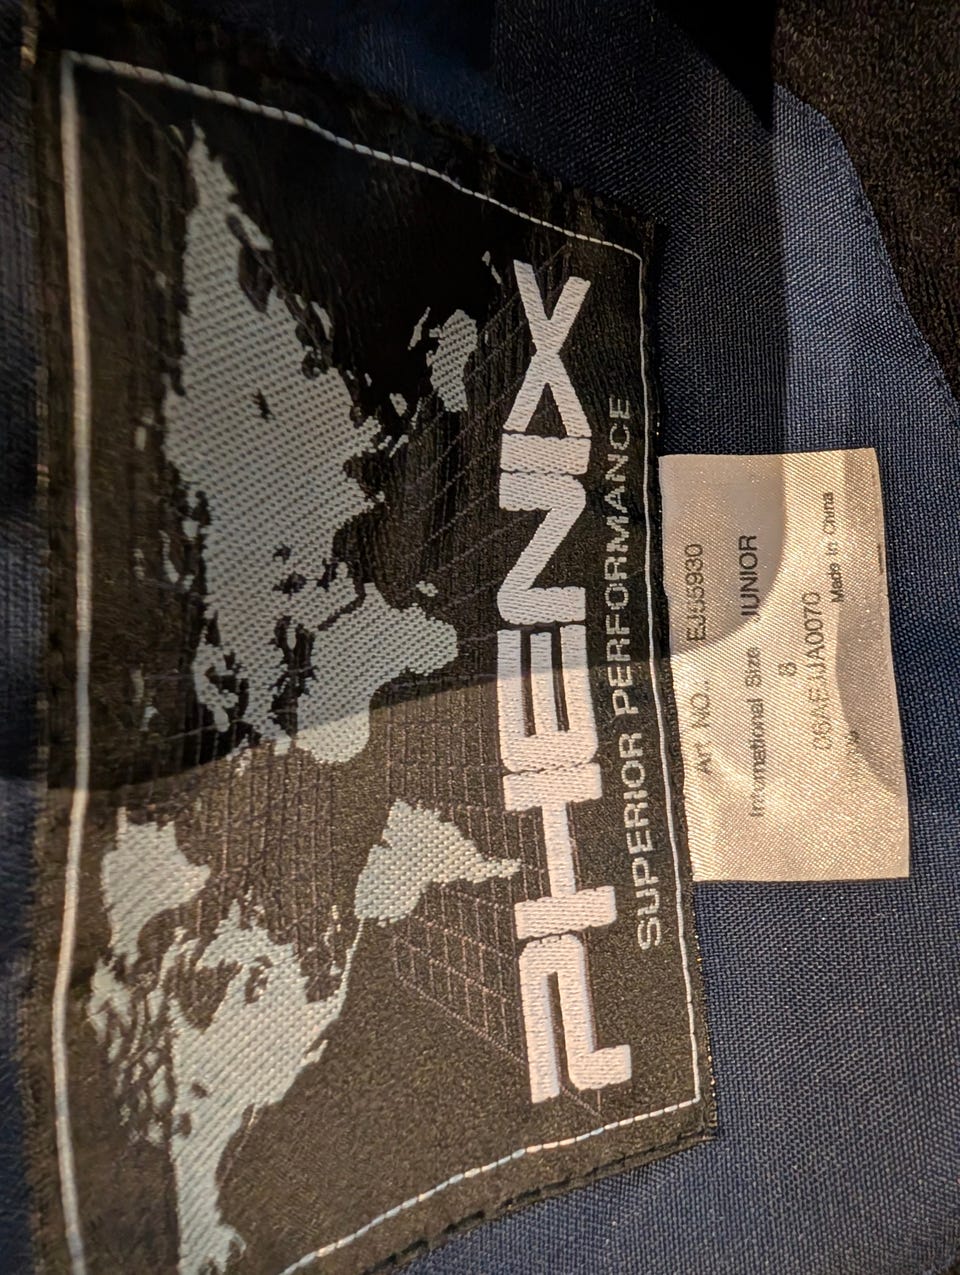 PHENIX
SUPERIOR PERFORMANCE
Art NO.. EJ55930
International Size JUNIOR
8
Made In China